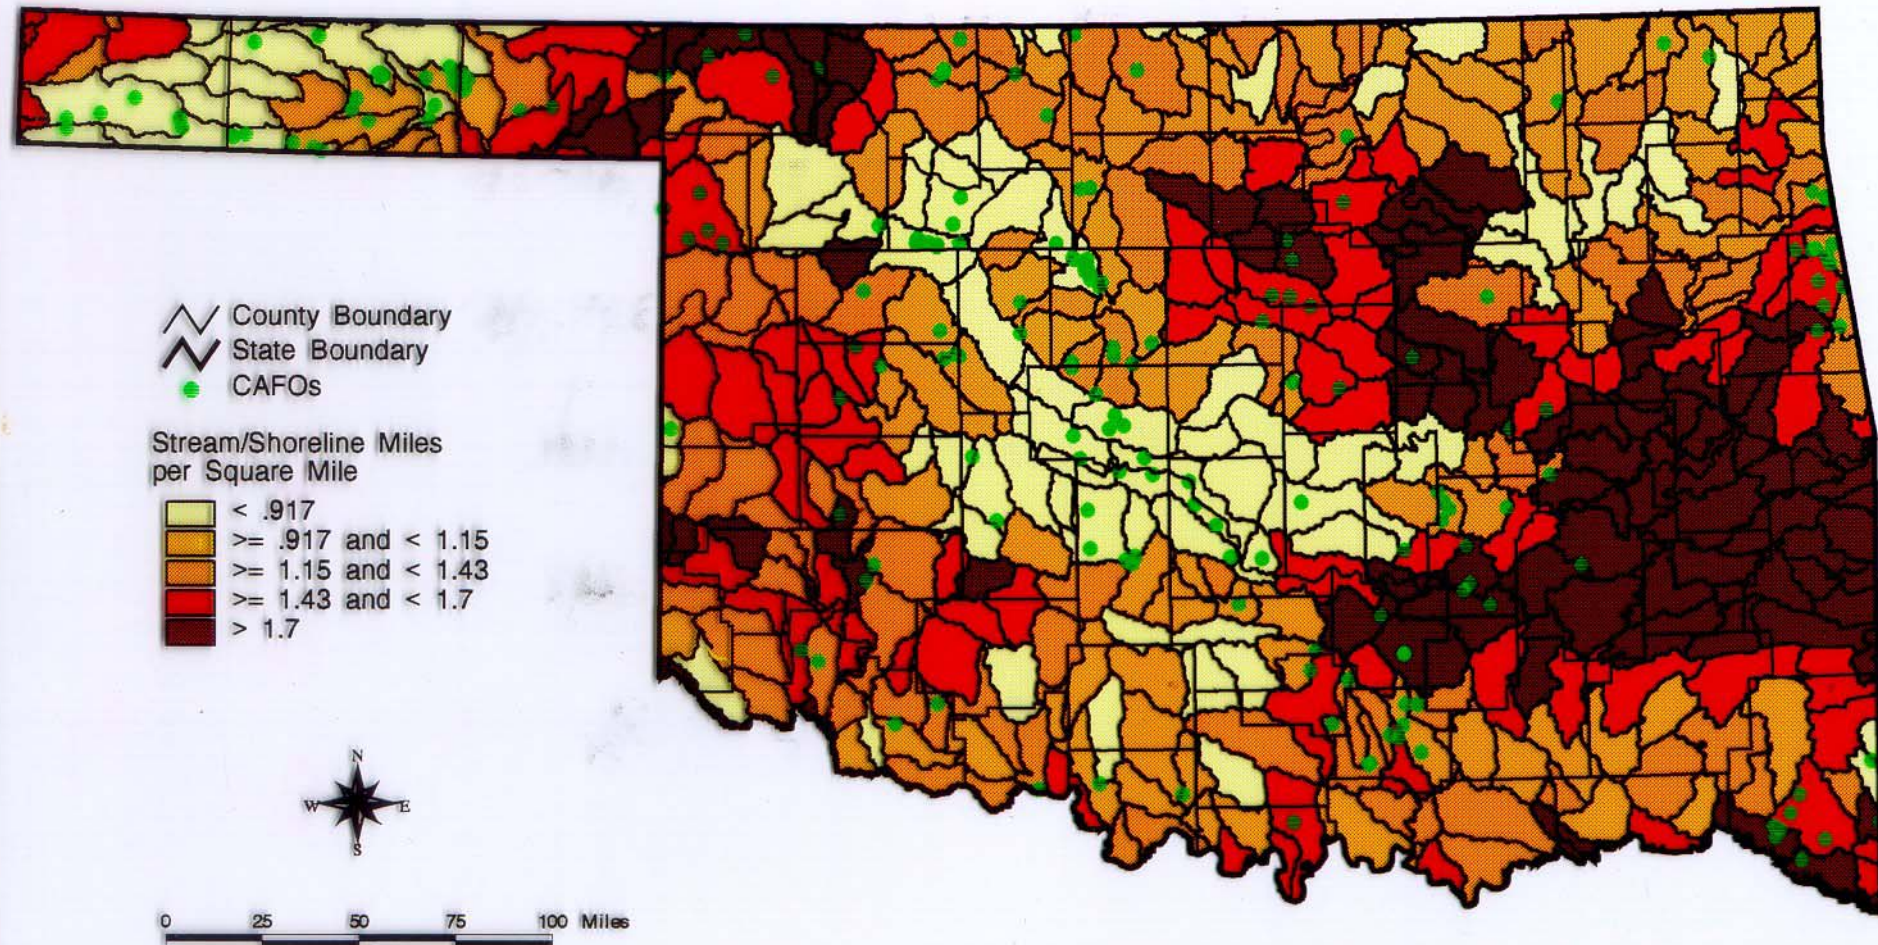 County Boundary
State Boundary
CAFOs
Stream/Shoreline Miles
per Square Mile
< .917
>= .917 and < 1.15
>= 1.15 and < 1.43
>= 1.43 and < 1.7
> 1.7
N
W E
S
0 25 50 75 100 Miles